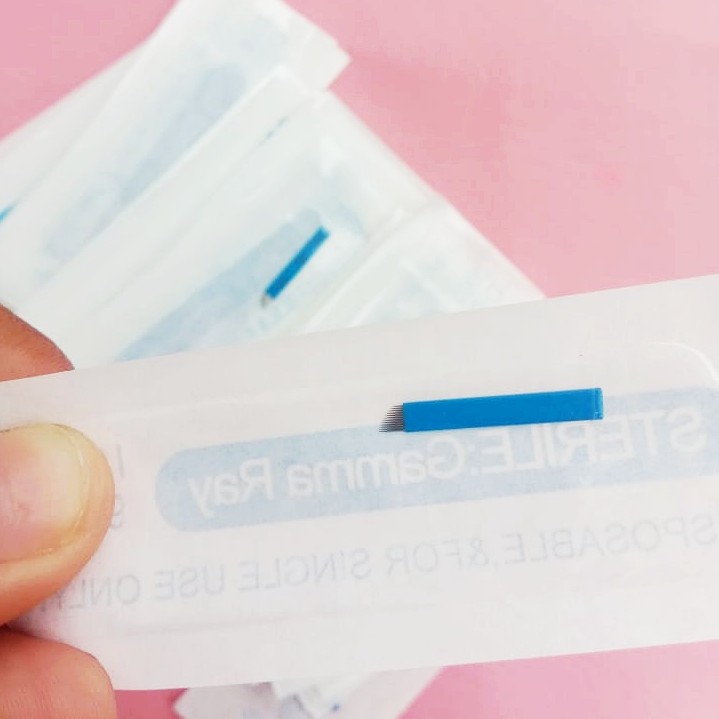 STERILE:Gamma Ray
SPOSABLE,&FOR SINGLE USE ONLY